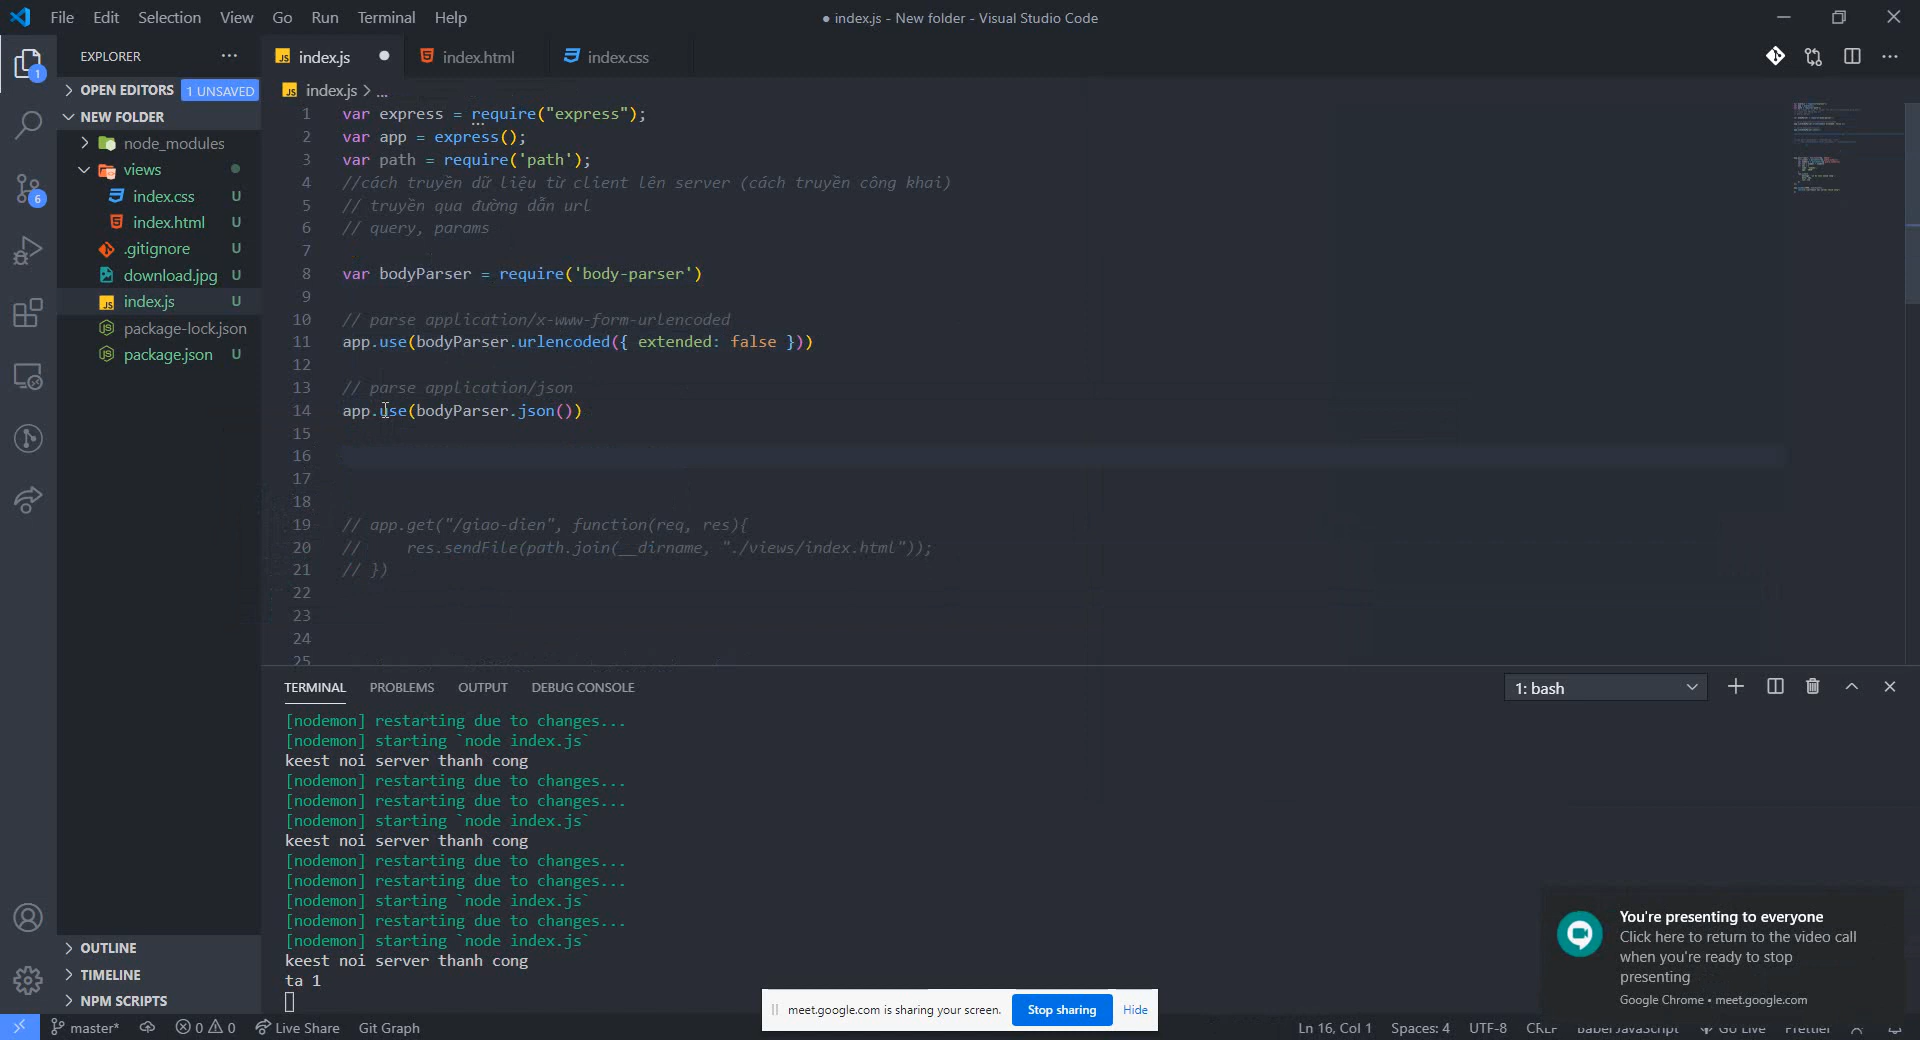 File Edit Selection View Go Run Terminal Help
● index.js - New folder - Visual Studio Code
EXPLORER
OPEN EDITORS 1 UNSAVED
NEW FOLDER
node_modules
views
index.css U
index.html U
.gitignore U
download.jpg U
index.js U
package-lock.json
package.json U
OUTLINE
TIMELINE
NPM SCRIPTS
1
6
index.js index.html index.css
index.js > ...
1 var express = require("express");
2 var app = express();
3 var path = require('path');
4 //cách truyền dữ liệu từ client lên server (cách truyền công khai)
5 // truyền qua đường dẫn url
6 // query, params
7
8 var bodyParser = require('body-parser')
9
10 // parse application/x-www-form-urlencoded
11 app.use(bodyParser.urlencoded({ extended: false }))
12
13 // parse application/json
14 app.use(bodyParser.json())
15
16
17
18
19 // app.get("/giao-dien", function(req, res){
20 //     res.sendFile(path.join(__dirname, "./views/index.html"));
21 // })
22
23
24
25
TERMINAL PROBLEMS OUTPUT DEBUG CONSOLE
1: bash
[nodemon] restarting due to changes...
[nodemon] starting `node index.js`
keest noi server thanh cong
[nodemon] restarting due to changes...
[nodemon] restarting due to changes...
[nodemon] starting `node index.js`
keest noi server thanh cong
[nodemon] restarting due to changes...
[nodemon] restarting due to changes...
[nodemon] starting `node index.js`
[nodemon] restarting due to changes...
[nodemon] starting `node index.js`
keest noi server thanh cong
ta 1
You're presenting to everyone
Click here to return to the video call
when you're ready to stop
presenting
Google Chrome • meet.google.com
meet.google.com is sharing your screen. Stop sharing Hide
master* 0 0 Live Share Git Graph
Ln 16, Col 1 Spaces: 4 UTF-8 CRLF Babel JavaScript Go Live Prettier